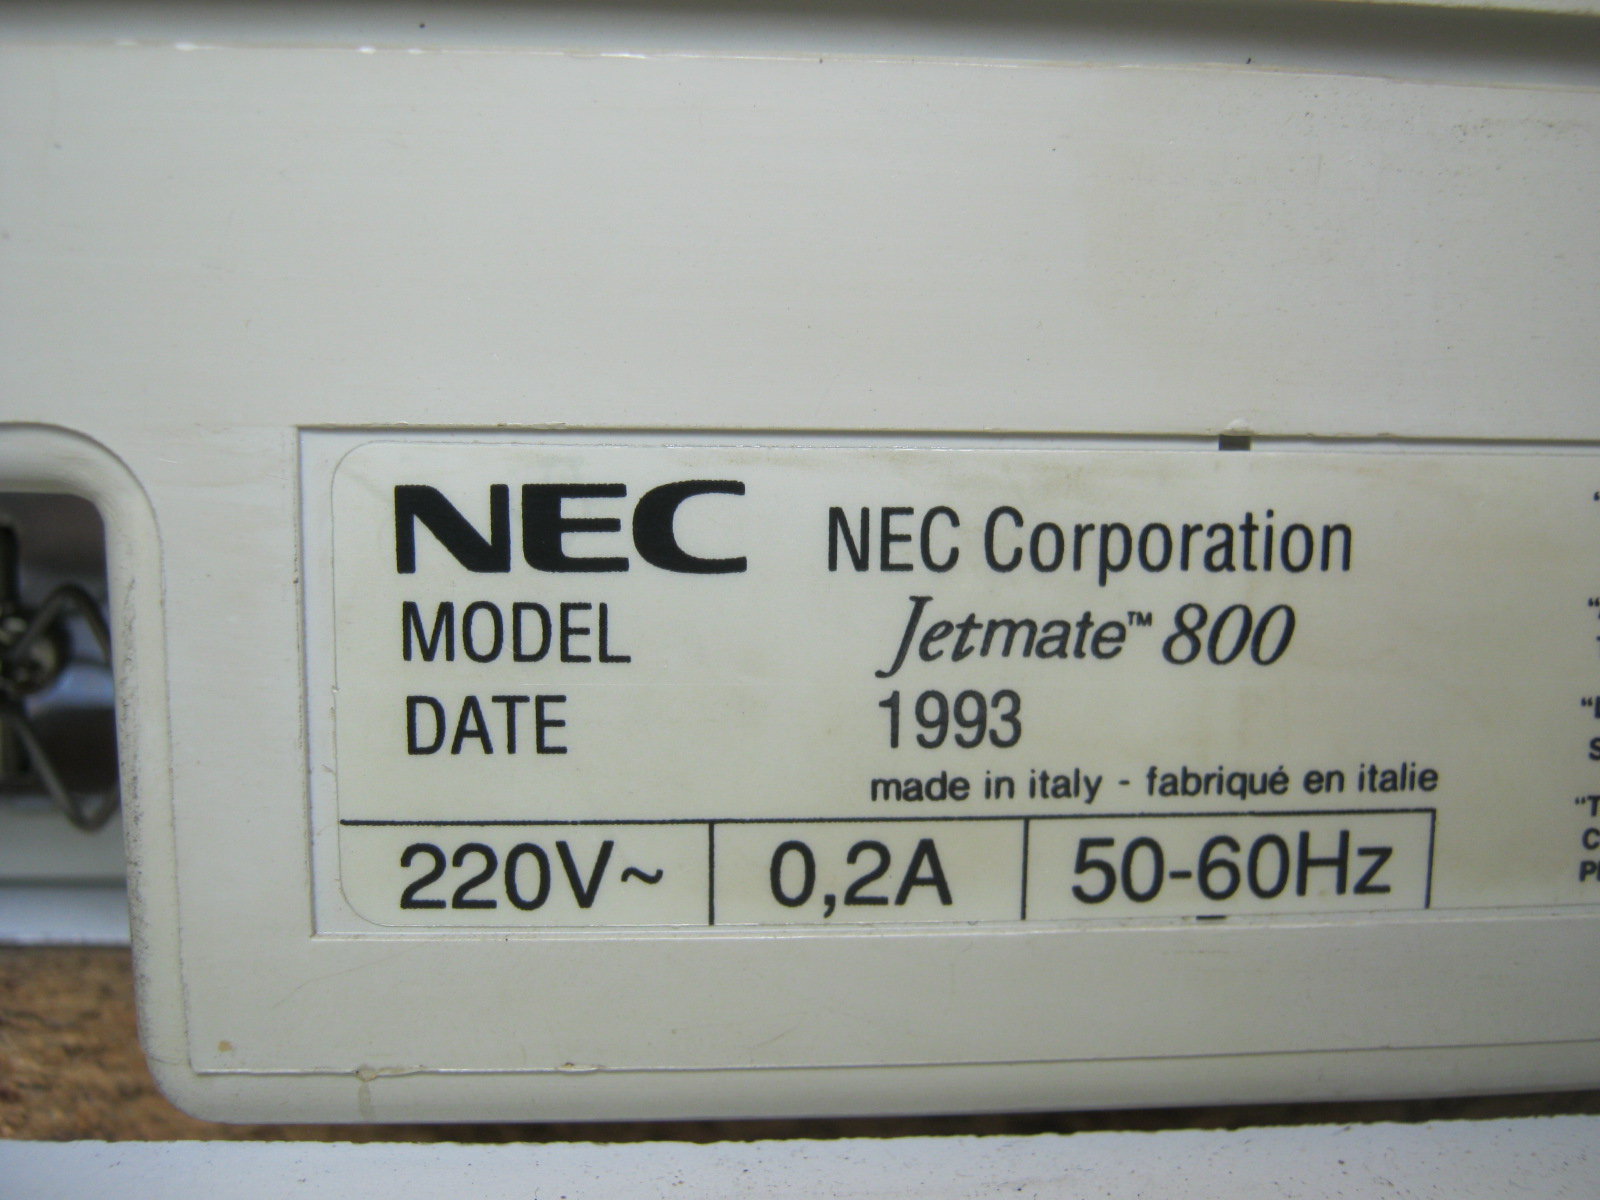 NEC NEC Corporation
MODEL Jetmate™ 800
DATE 1993
made in italy - fabriqué en italie
220V~ 0,2A 50-60Hz